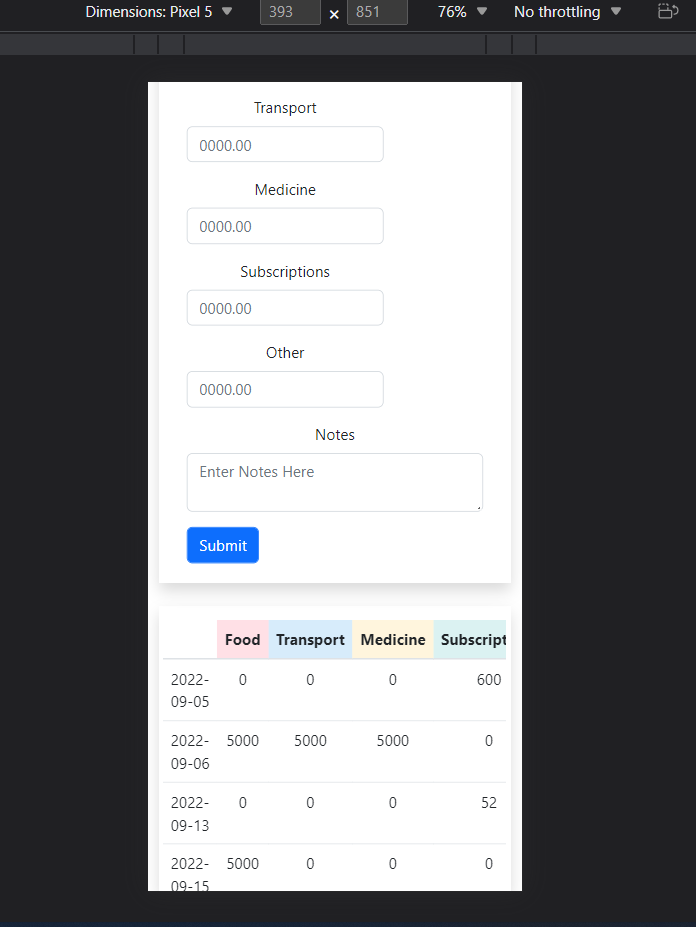 Dimensions: Pixel 5 393 × 851 76% No throttling
Transport
0000.00
Medicine
0000.00
Subscriptions
0000.00
Other
0000.00
Notes
Enter Notes Here
Submit
Food Transport Medicine Subscript
2022-09-05 0 0 0 600
2022-09-06 5000 5000 5000 0
2022-09-13 0 0 0 52
2022-09-15 5000 0 0 0